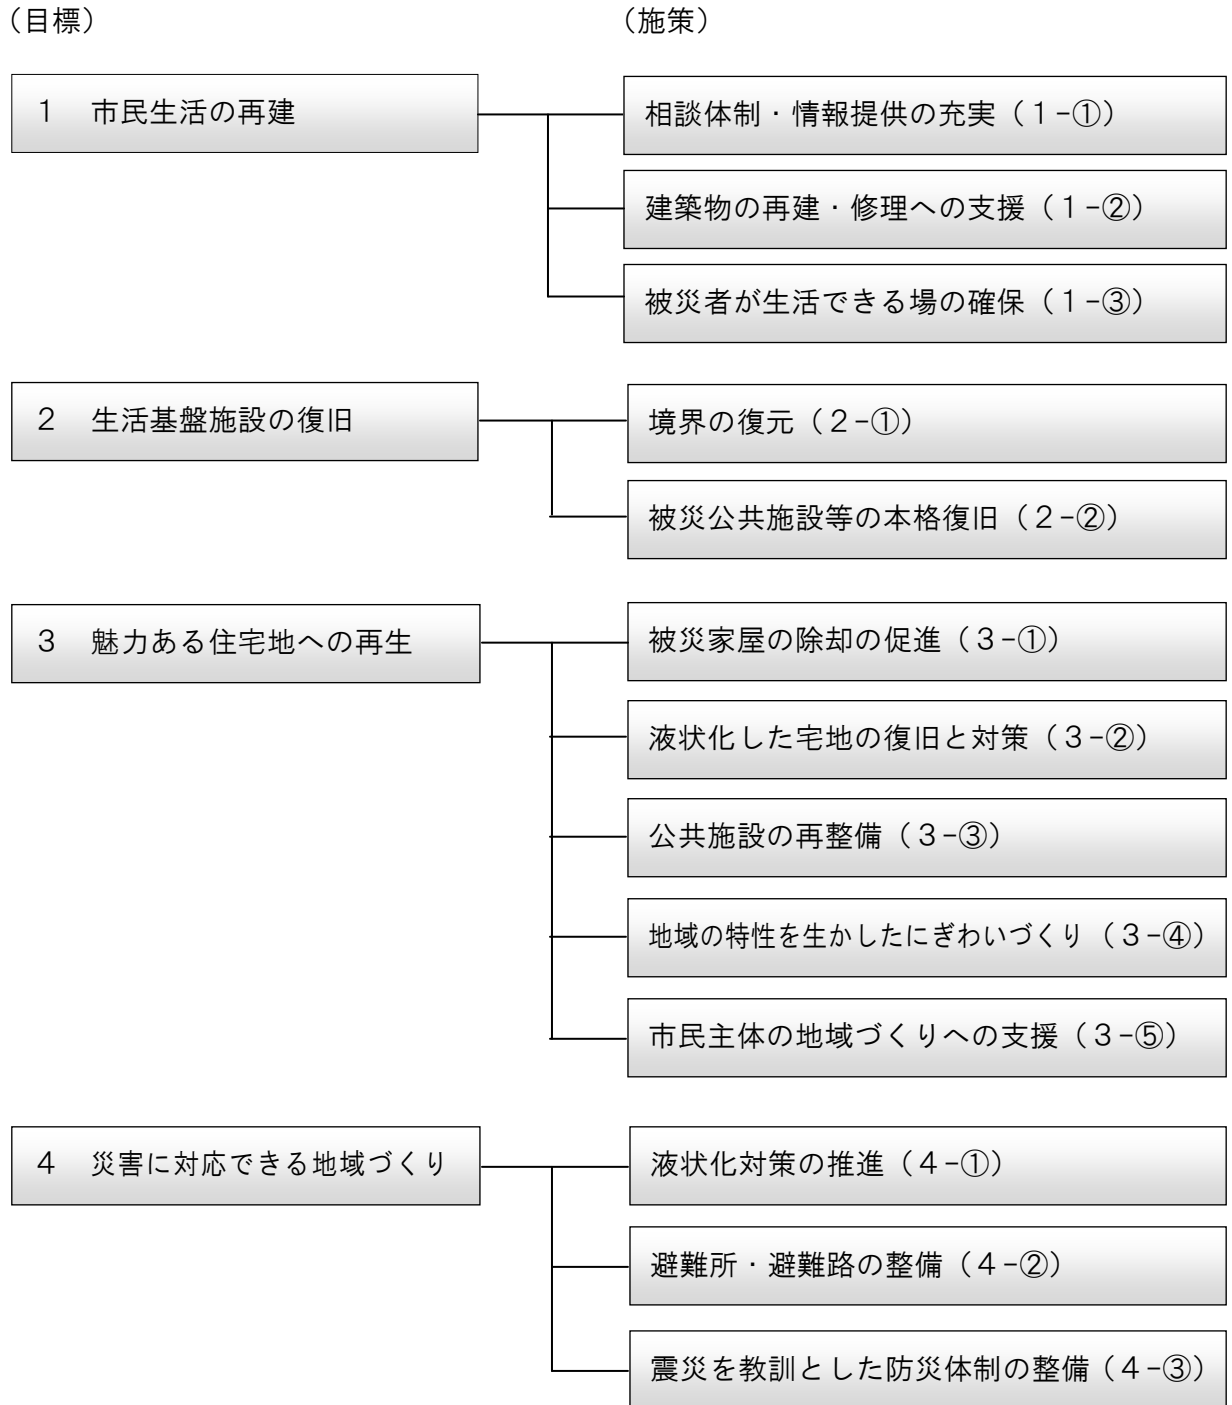 （目標）　（施策）
１　市民生活の再建
相談体制・情報提供の充実（１-①）
建築物の再建・修理への支援（１-②）
被災者が生活できる場の確保（１-③）
２　生活基盤施設の復旧
境界の復元（２-①）
被災公共施設等の本格復旧（２-②）
３　魅力ある住宅地への再生
被災家屋の除却の促進（３-①）
液状化した宅地の復旧と対策（３-②）
公共施設の再整備（３-③）
地域の特性を生かしたにぎわいづくり（３-④）
市民主体の地域づくりへの支援（３-⑤）
４　災害に対応できる地域づくり
液状化対策の推進（４-①）
避難所・避難路の整備（４-②）
震災を教訓とした防災体制の整備（４-③）